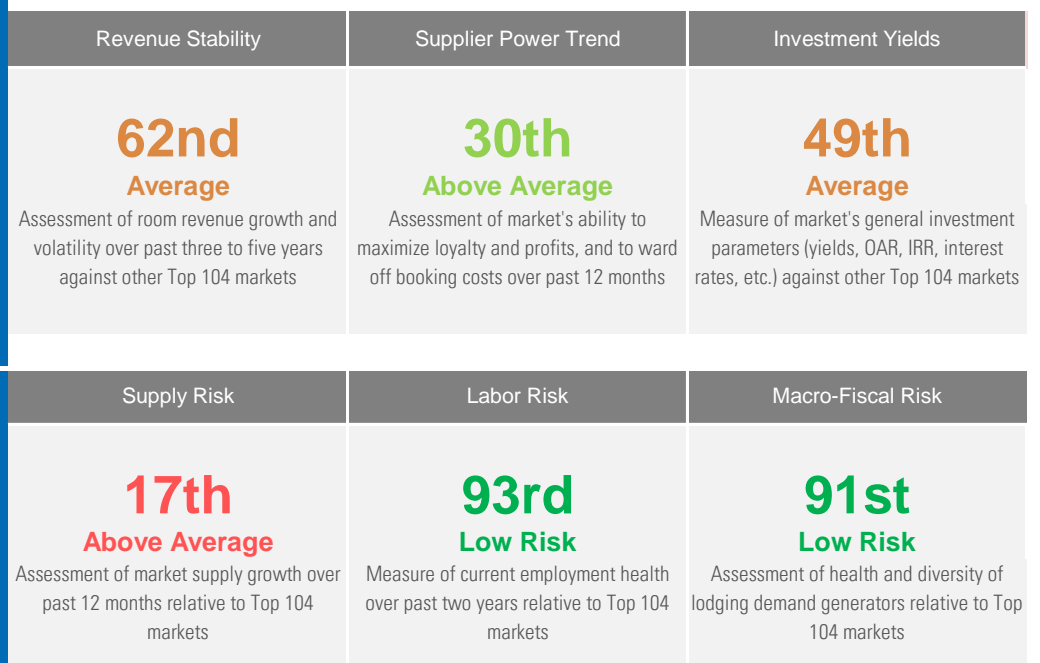 Revenue Stability
Supplier Power Trend
Investment Yields
62nd
Average
Assessment of room revenue growth and
volatility over past three to five years
against other Top 104 markets
30th
Above Average
Assessment of market's ability to
maximize loyalty and profits, and to ward
off booking costs over past 12 months
49th
Average
Measure of market's general investment
parameters (yields, OAR, IRR, interest
rates, etc.) against other Top 104 markets
Supply Risk
Labor Risk
Macro-Fiscal Risk
17th
Above Average
Assessment of market supply growth over
past 12 months relative to Top 104
markets
93rd
Low Risk
Measure of current employment health
over past two years relative to Top 104
markets
91st
Low Risk
Assessment of health and diversity of
lodging demand generators relative to Top
104 markets